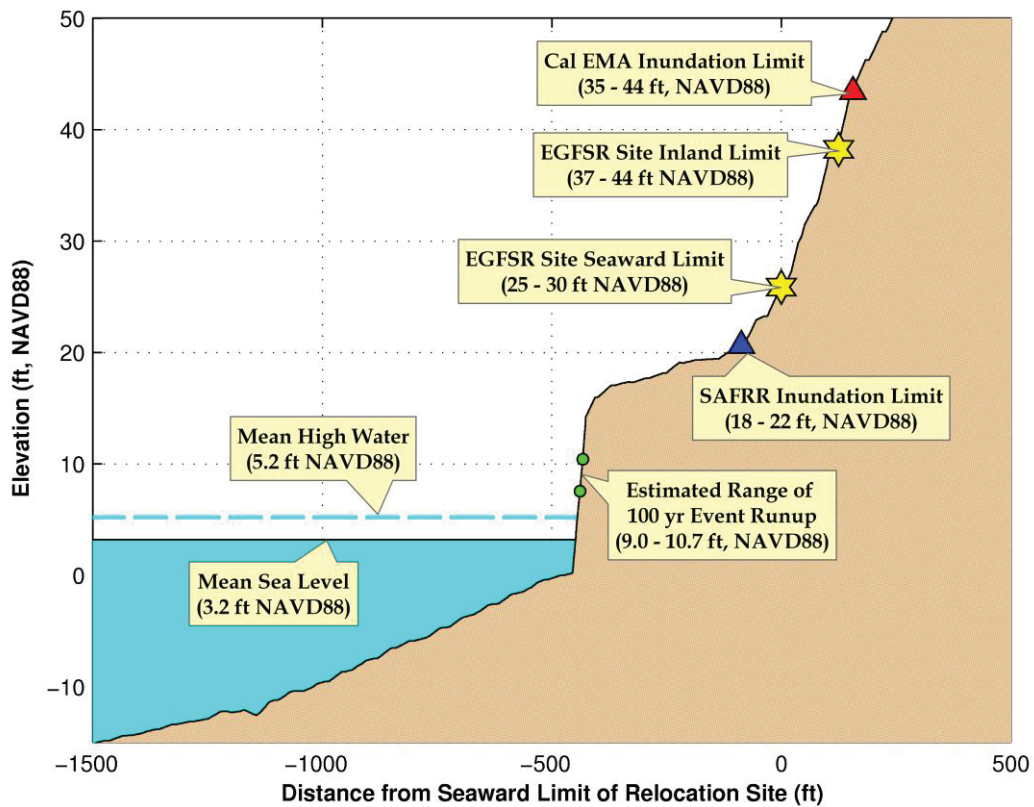 50
40
30
20
10
0
−10
Elevation (ft, NAVD88)
Cal EMA Inundation Limit
(35 - 44 ft, NAVD88)
EGFSR Site Inland Limit
(37 - 44 ft NAVD88)
EGFSR Site Seaward Limit
(25 - 30 ft NAVD88)
SAFRR Inundation Limit
(18 - 22 ft, NAVD88)
Mean High Water
(5.2 ft NAVD88)
Estimated Range of
100 yr Event Runup
(9.0 - 10.7 ft, NAVD88)
Mean Sea Level
(3.2 ft NAVD88)
−1500
−1000
−500
0
500
Distance from Seaward Limit of Relocation Site (ft)